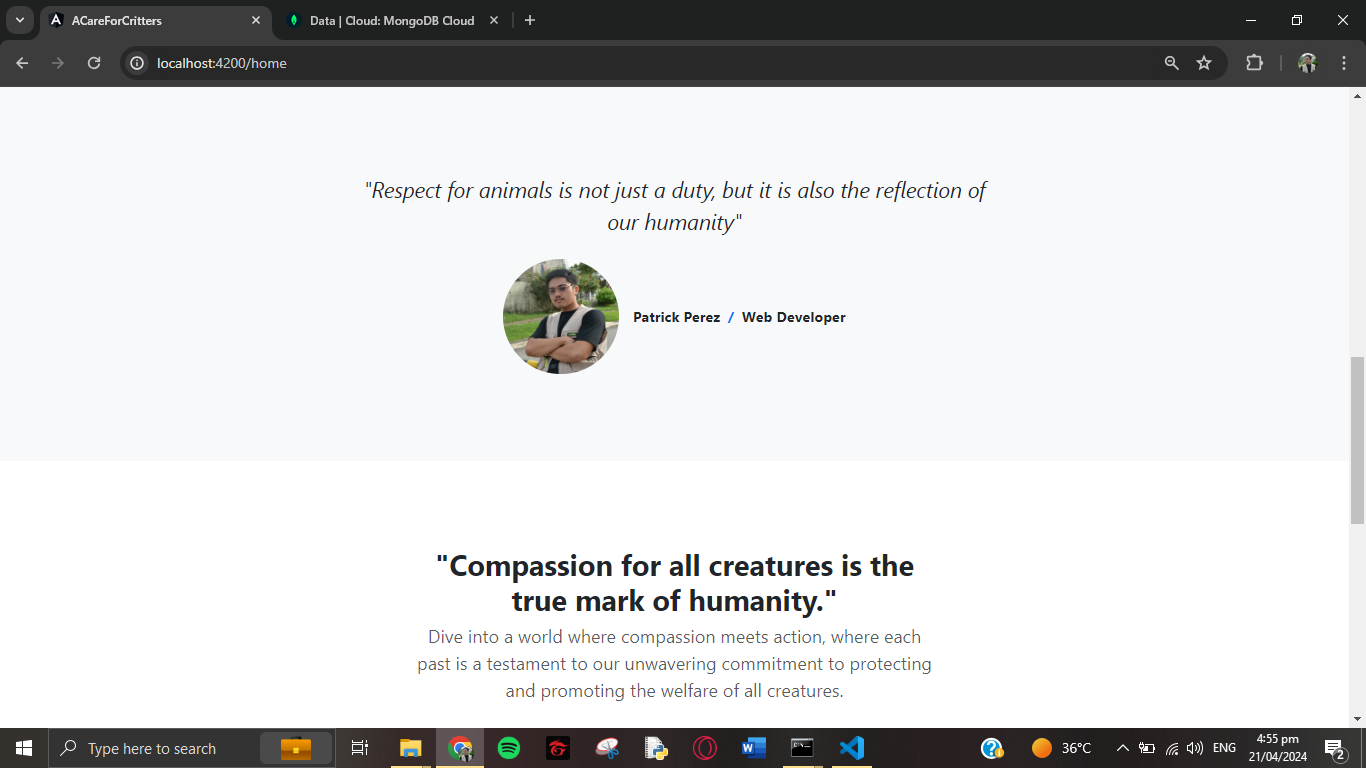 ACareForCritters
Data | Cloud: MongoDB Cloud
localhost:4200/home
"Respect for animals is not just a duty, but it is also the reflection of
our humanity"
Patrick Perez / Web Developer
"Compassion for all creatures is the
true mark of humanity."
Dive into a world where compassion meets action, where each
past is a testament to our unwavering commitment to protecting
and promoting the welfare of all creatures.
Type here to search
36°C
ENG
4:55 pm
21/04/2024
2